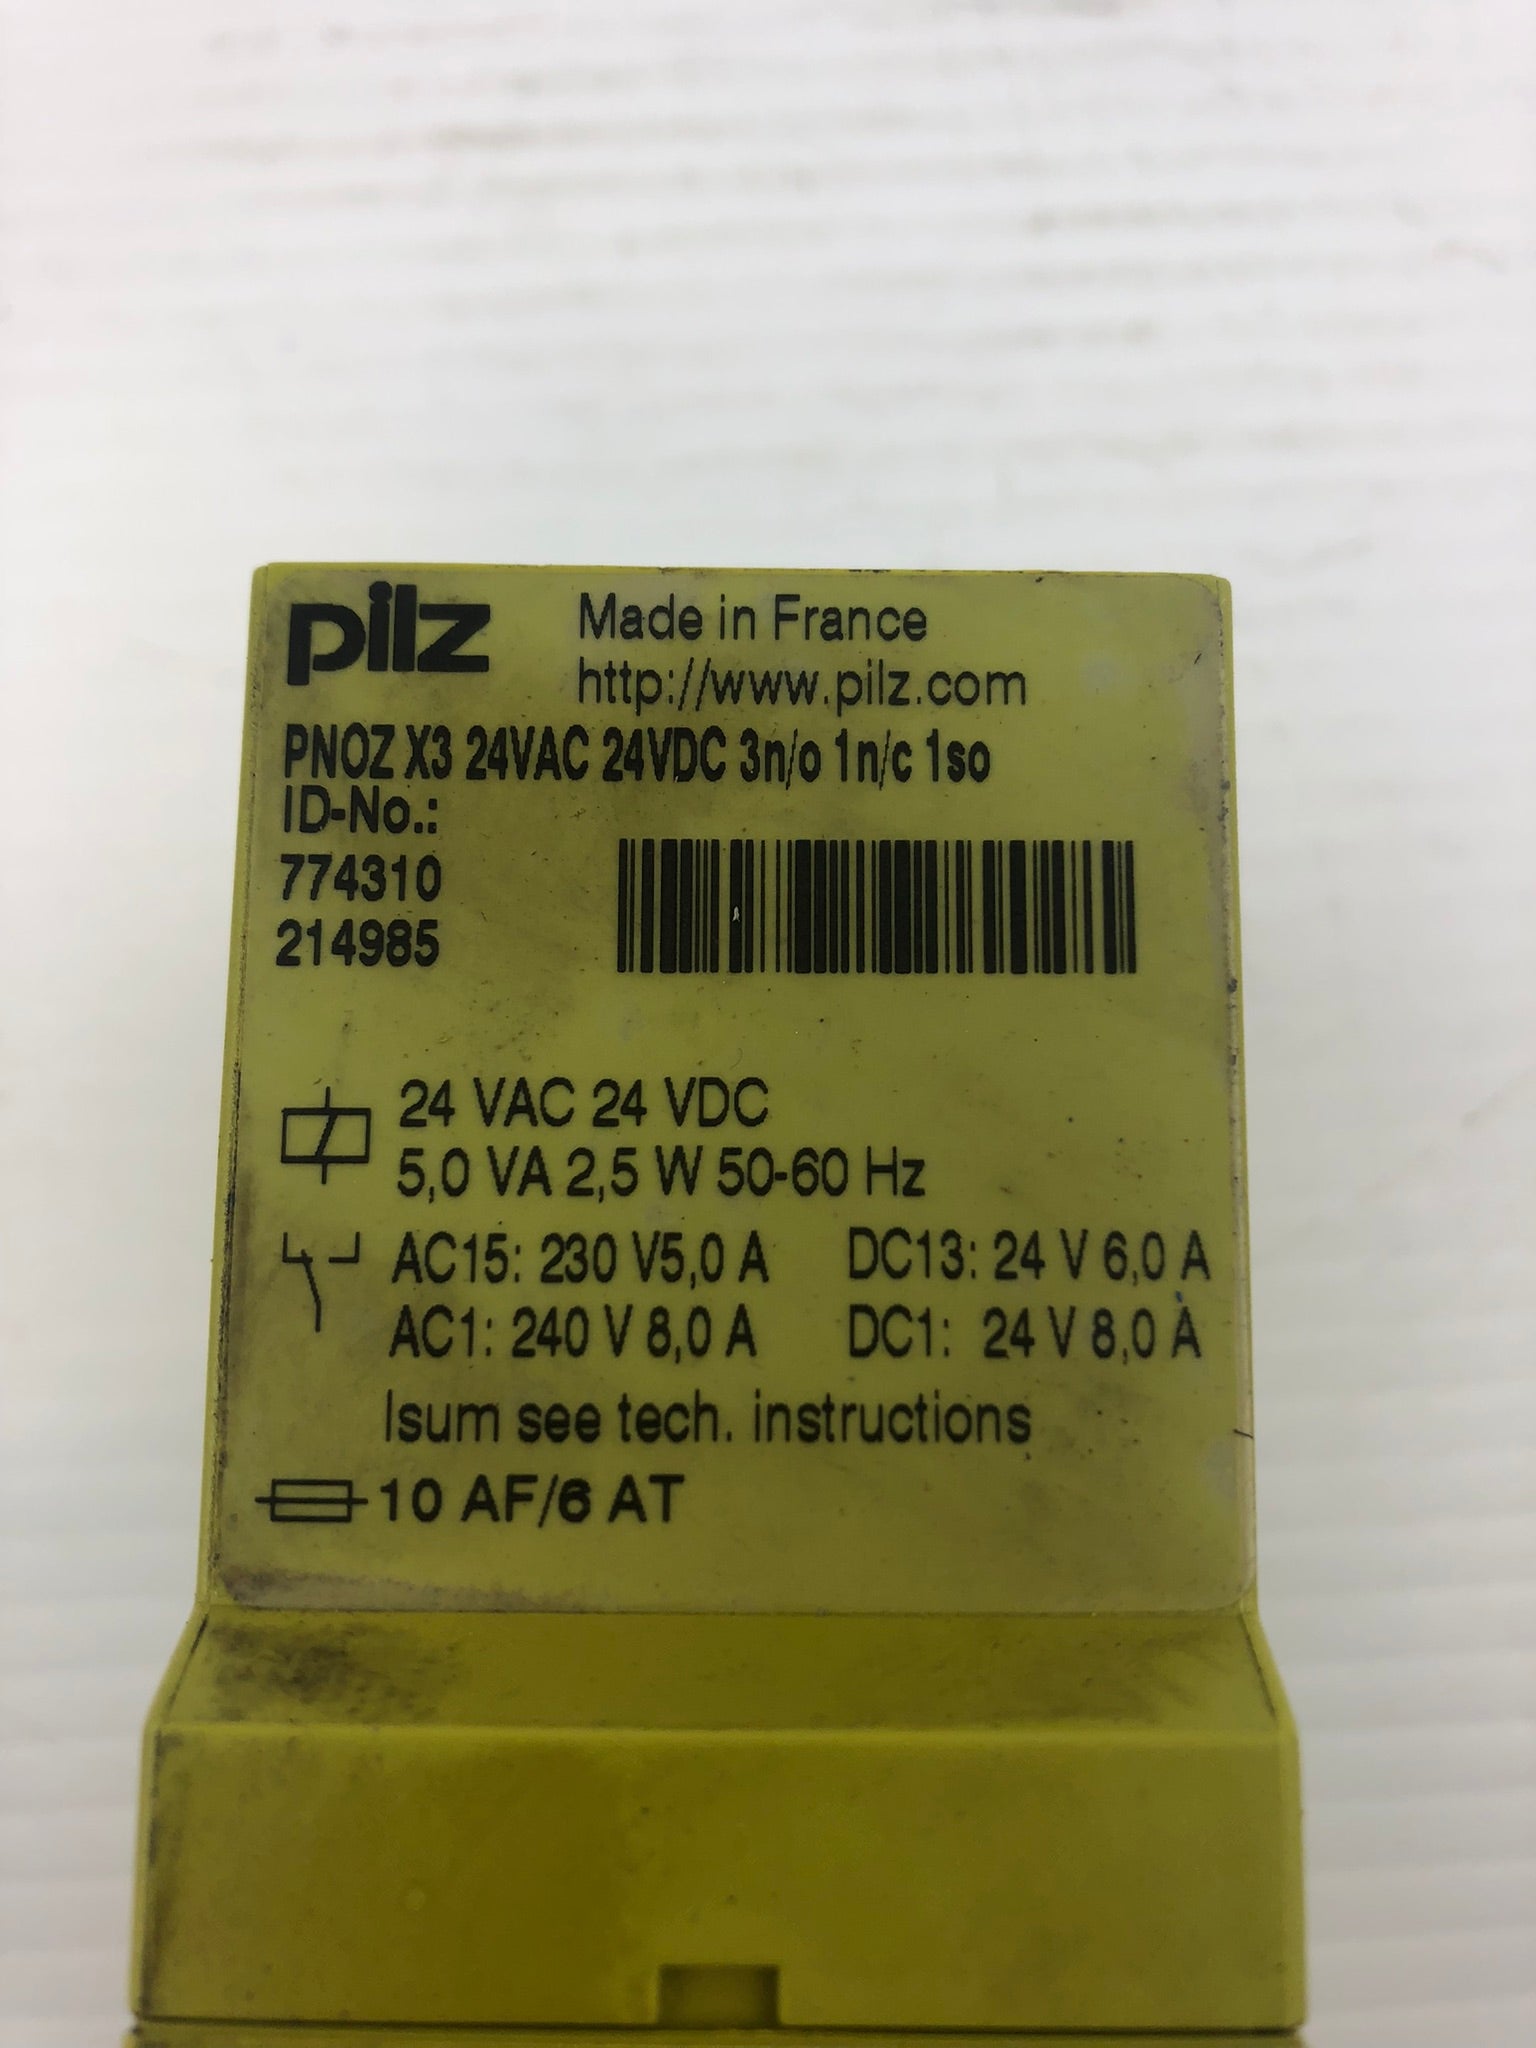 pilz
Made in France
http://www.pilz.com
PNOZ X3 24VAC 24VDC 3n/o 1n/c 1so
ID-No.:
774310
214985
24 VAC 24 VDC
5,0 VA 2,5 W 50-60 Hz
AC15: 230 V5,0 A DC13: 24 V 6,0 A
AC1: 240 V 8,0 A DC1: 24 V 8,0 A
Isum see tech. instructions
10 AF/6 AT